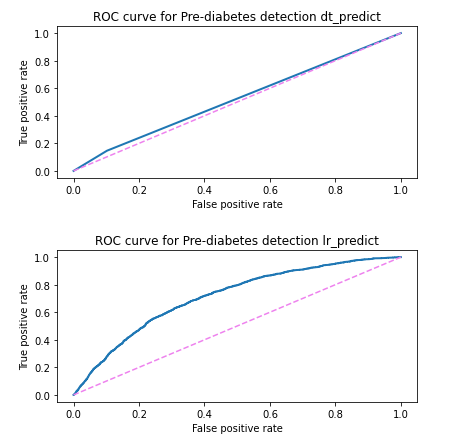 ROC curve for Pre-diabetes detection dt_predict
1.0
0.8
0.6
0.4
0.2
0.0
True positive rate
0.0 0.2 0.4 0.6 0.8 1.0
False positive rate
ROC curve for Pre-diabetes detection lr_predict
1.0
0.8
0.6
0.4
0.2
0.0
True positive rate
0.0 0.2 0.4 0.6 0.8 1.0
False positive rate